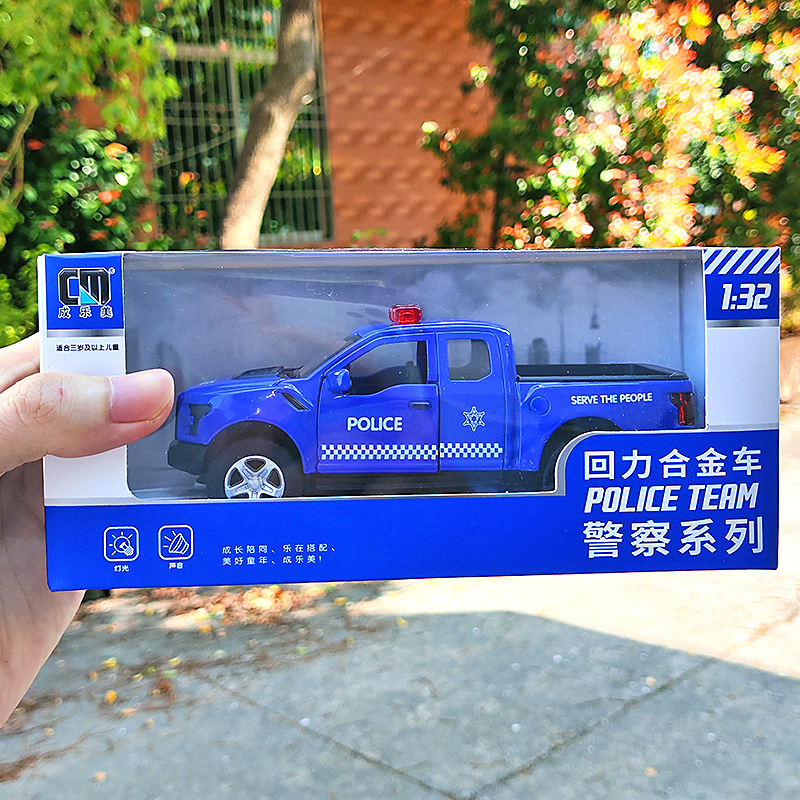 CM®
成乐美
适合三岁及以上儿童
1:32
POLICE
SERVE THE PEOPLE
回力合金车
POLICE TEAM
警察系列
灯光
声音
成长陪同、乐在搭配、
美好童年、成乐美！